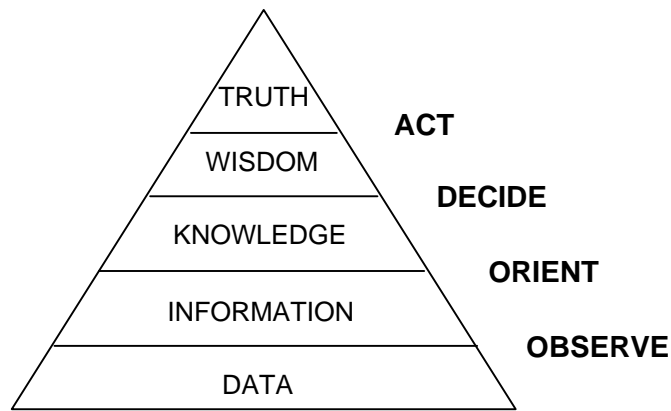 TRUTH
ACT
WISDOM
DECIDE
KNOWLEDGE
ORIENT
INFORMATION
OBSERVE
DATA